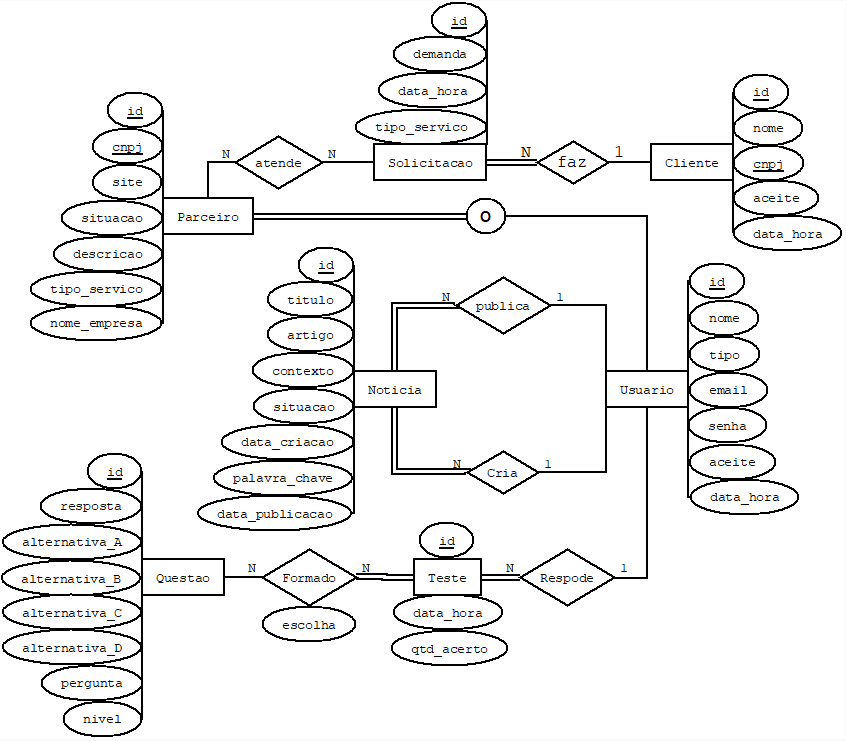 id
demanda
data_hora
tipo_servico
id
cnpj
site
situacao
descricao
tipo_servico
nome_empresa
Parceiro
N
atende
N
Solicitacao
N
faz
1
Cliente
id
nome
cnpj
aceite
data_hora
O
id
titulo
artigo
contexto
situacao
data_criacao
palavra_chave
data_publicacao
Noticia
N
publica
1
N
Cria
1
Usuario
id
nome
tipo
email
senha
aceite
data_hora
id
resposta
alternativa_A
alternativa_B
alternativa_C
alternativa_D
pergunta
nivel
Questao
N
Formado
N
escolha
id
Teste
data_hora
qtd_acerto
N
Respode
1